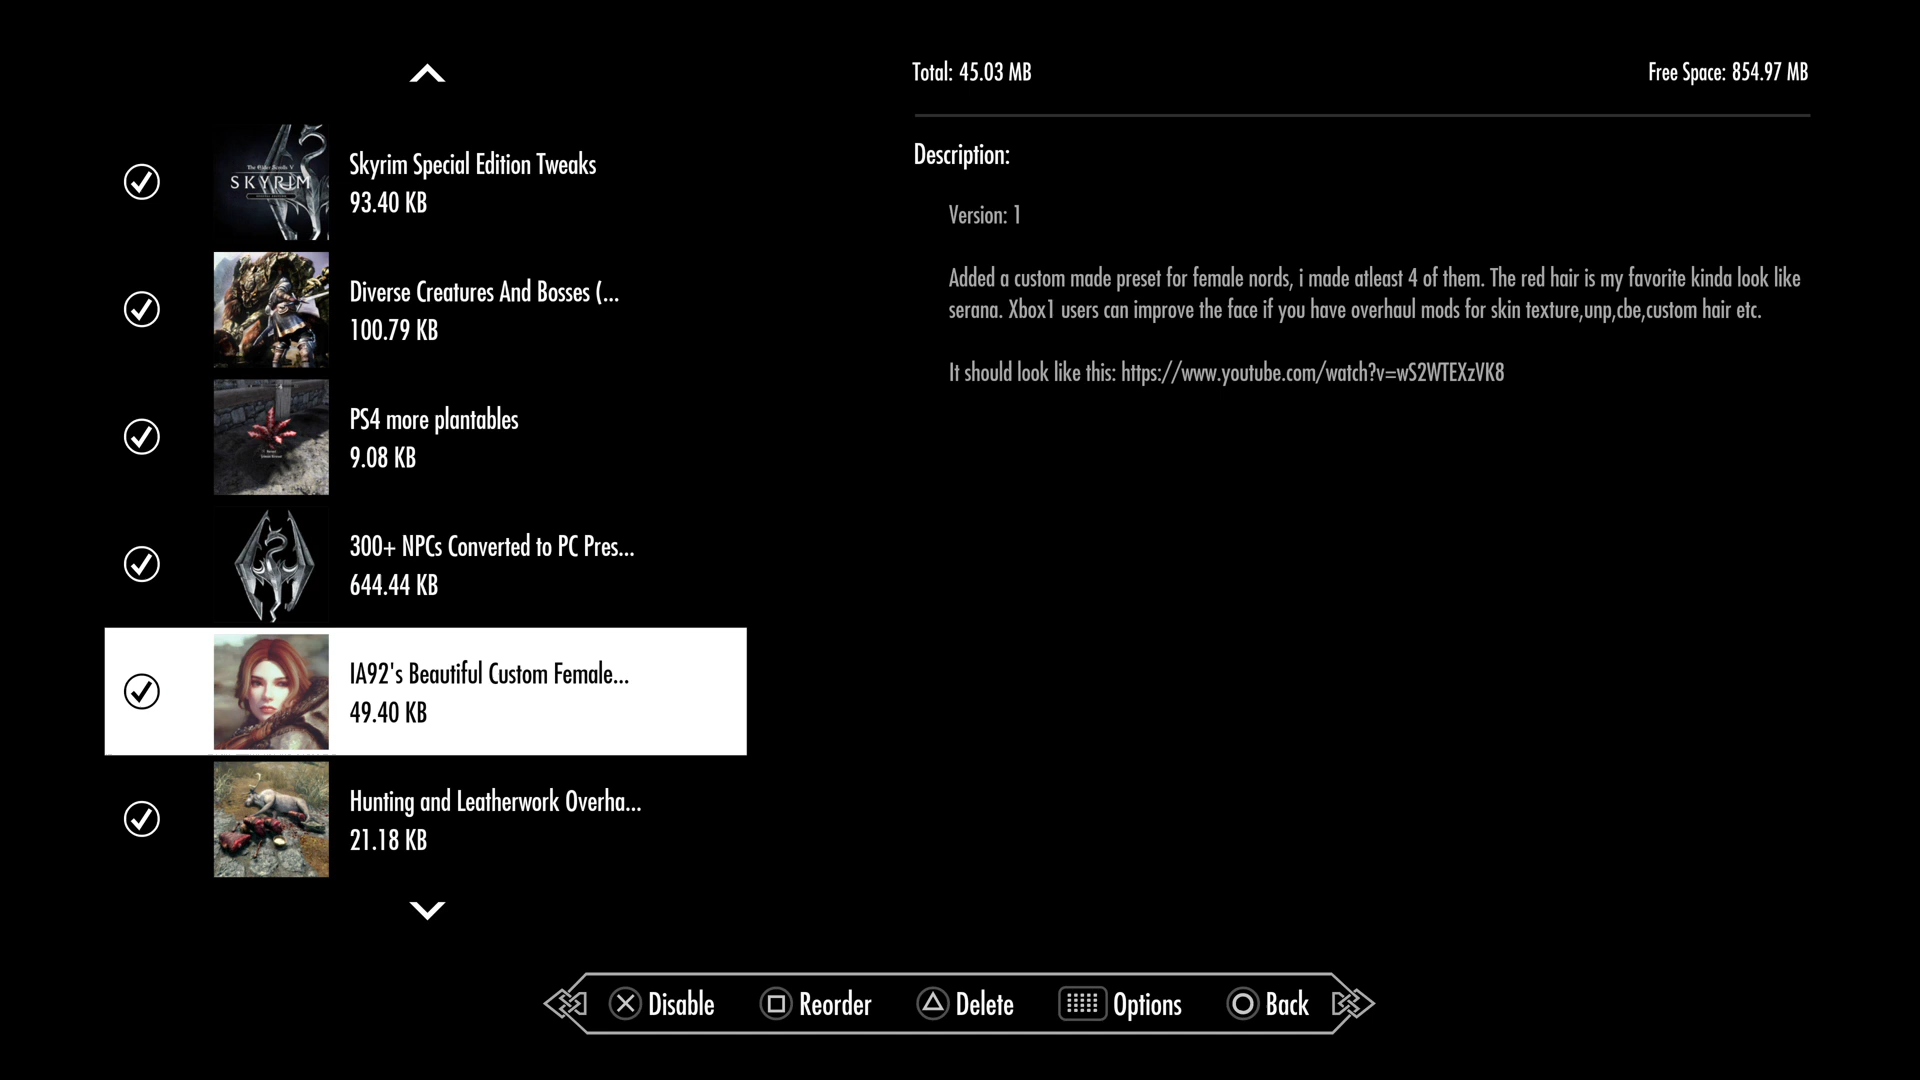 Total: 45.03 MB
Free Space: 854.97 MB
Skyrim Special Edition Tweaks
93.40 KB
Diverse Creatures And Bosses (...
100.79 KB
PS4 more plantables
9.08 KB
300+ NPCs Converted to PC Pres...
644.44 KB
IA92's Beautiful Custom Female...
49.40 KB
Hunting and Leatherwork Overha...
21.18 KB
Description:
Version: 1
Added a custom made preset for female nords, i made atleast 4 of them. The red hair is my favorite kinda look like
serana. Xbox1 users can improve the face if you have overhaul mods for skin texture,unp,cbe,custom hair etc.
It should look like this: https://www.youtube.com/watch?v=wS2WTEXzVK8
The Elder Scrolls V
SKYRIM
Disable
Reorder
Delete
Options
Back